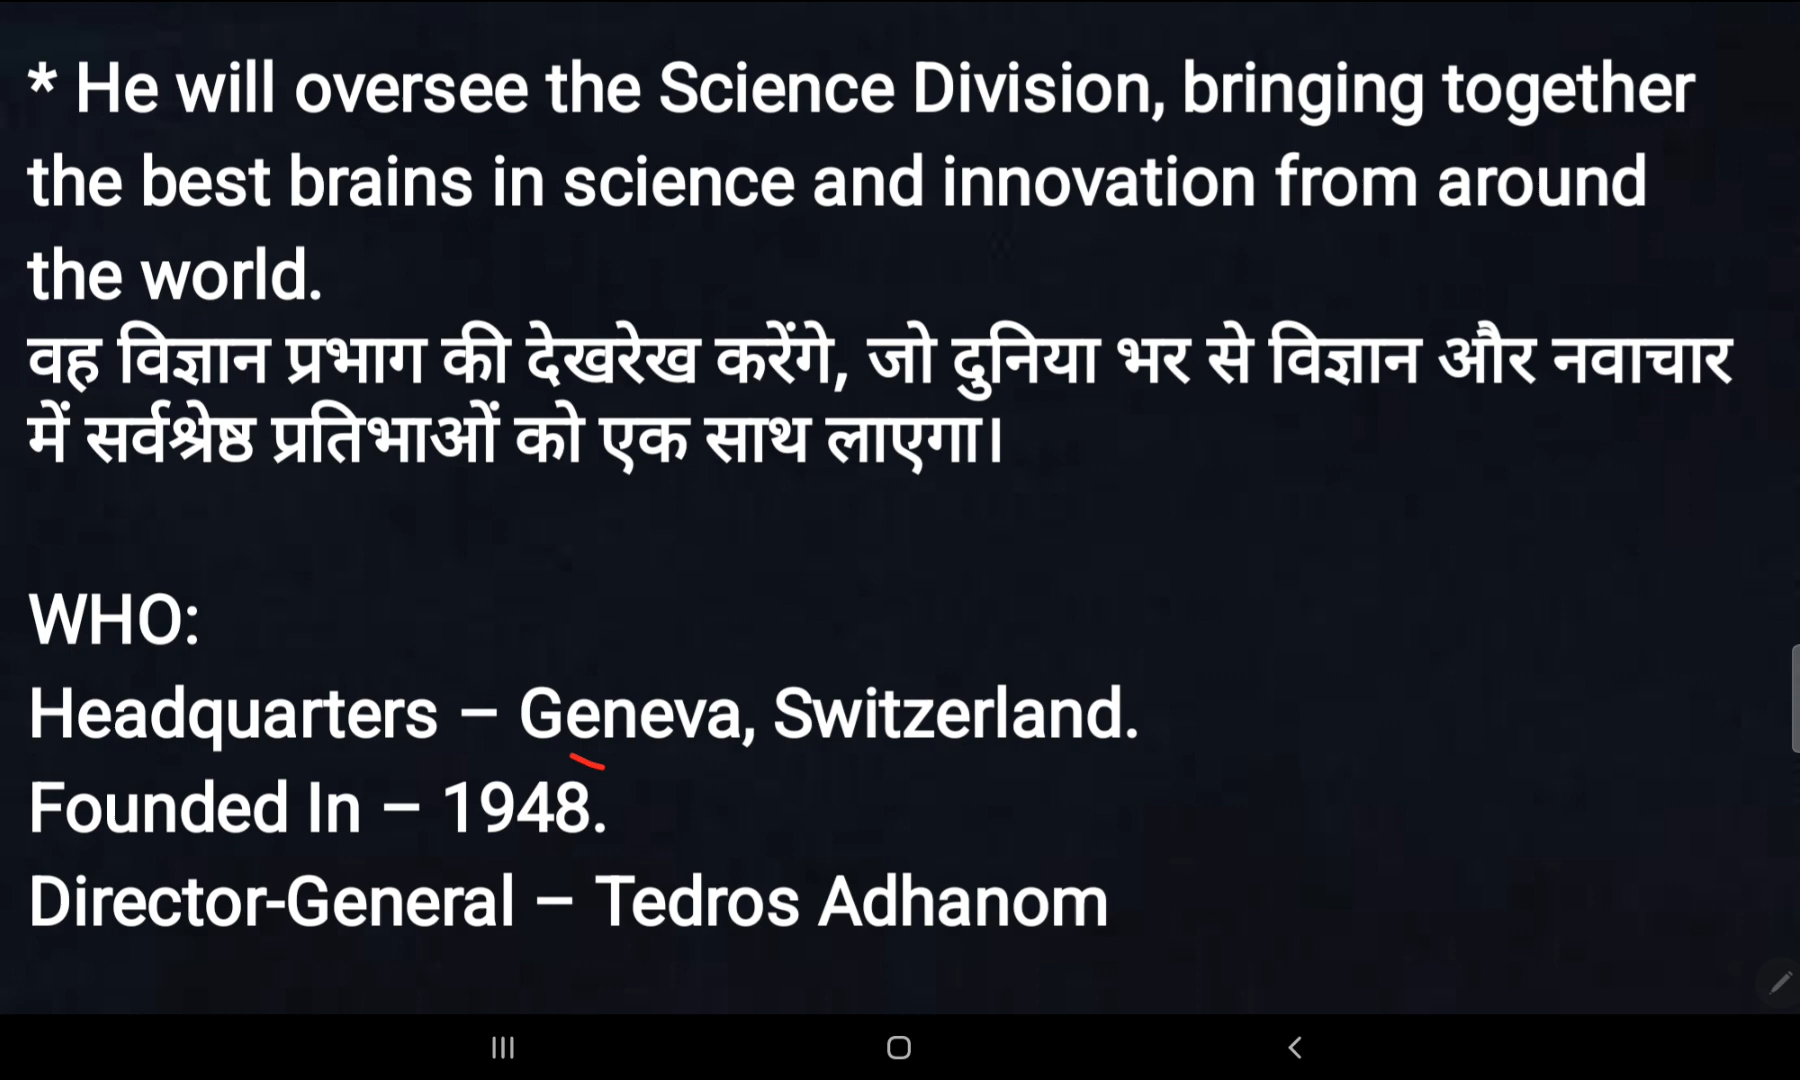 * He will oversee the Science Division, bringing together
the best brains in science and innovation from around
the world.
वह विज्ञान प्रभाग की देखरेख करेंगे, जो दुनिया भर से विज्ञान और नवाचार
में सर्वश्रेष्ठ प्रतिभाओं को एक साथ लाएगा।
WHO:
Headquarters – Geneva, Switzerland.
Founded In – 1948.
Director-General – Tedros Adhanom